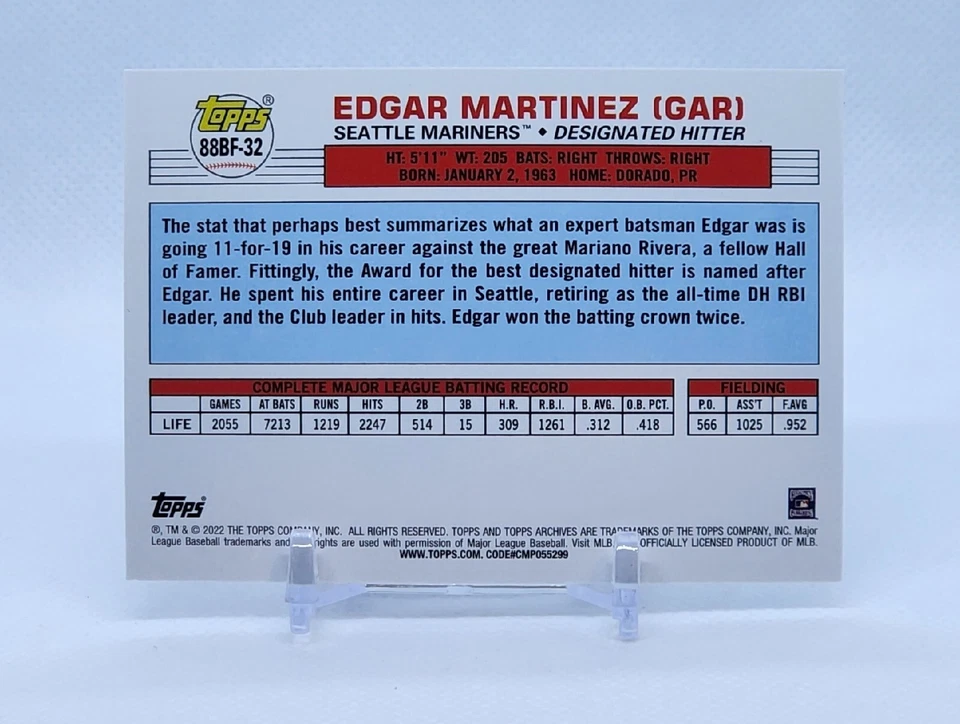 Topps®
88BF-32
EDGAR MARTINEZ (GAR)
SEATTLE MARINERS™ ♦ DESIGNATED HITTER
HT: 5'11" WT: 205 BATS: RIGHT THROWS: RIGHT
BORN: JANUARY 2, 1963 HOME: DORADO, PR
The stat that perhaps best summarizes what an expert batsman Edgar was is
going 11-for-19 in his career against the great Mariano Rivera, a fellow Hall
of Famer. Fittingly, the Award for the best designated hitter is named after
Edgar. He spent his entire career in Seattle, retiring as the all-time DH RBI
leader, and the Club leader in hits. Edgar won the batting crown twice.
COMPLETE MAJOR LEAGUE BATTING RECORD FIELDING
GAMES AT BATS RUNS HITS 2B 3B H.R. R.B.I. B. AVG. O.B. PCT. P.O. ASS'T F.AVG
LIFE 2055 7213 1219 2247 514 15 309 1261 .312 .418 566 1025 .952
Topps®
®, TM & © 2022 THE TOPPS COMPANY, INC. ALL RIGHTS RESERVED. TOPPS AND TOPPS ARCHIVES ARE TRADEMARKS OF THE TOPPS COMPANY, INC. Major
League Baseball trademarks and rights are used with permission of Major League Baseball. Visit MLB. OFFICIALLY LICENSED PRODUCT OF MLB.
WWW.TOPPS.COM. CODE#CMP055299